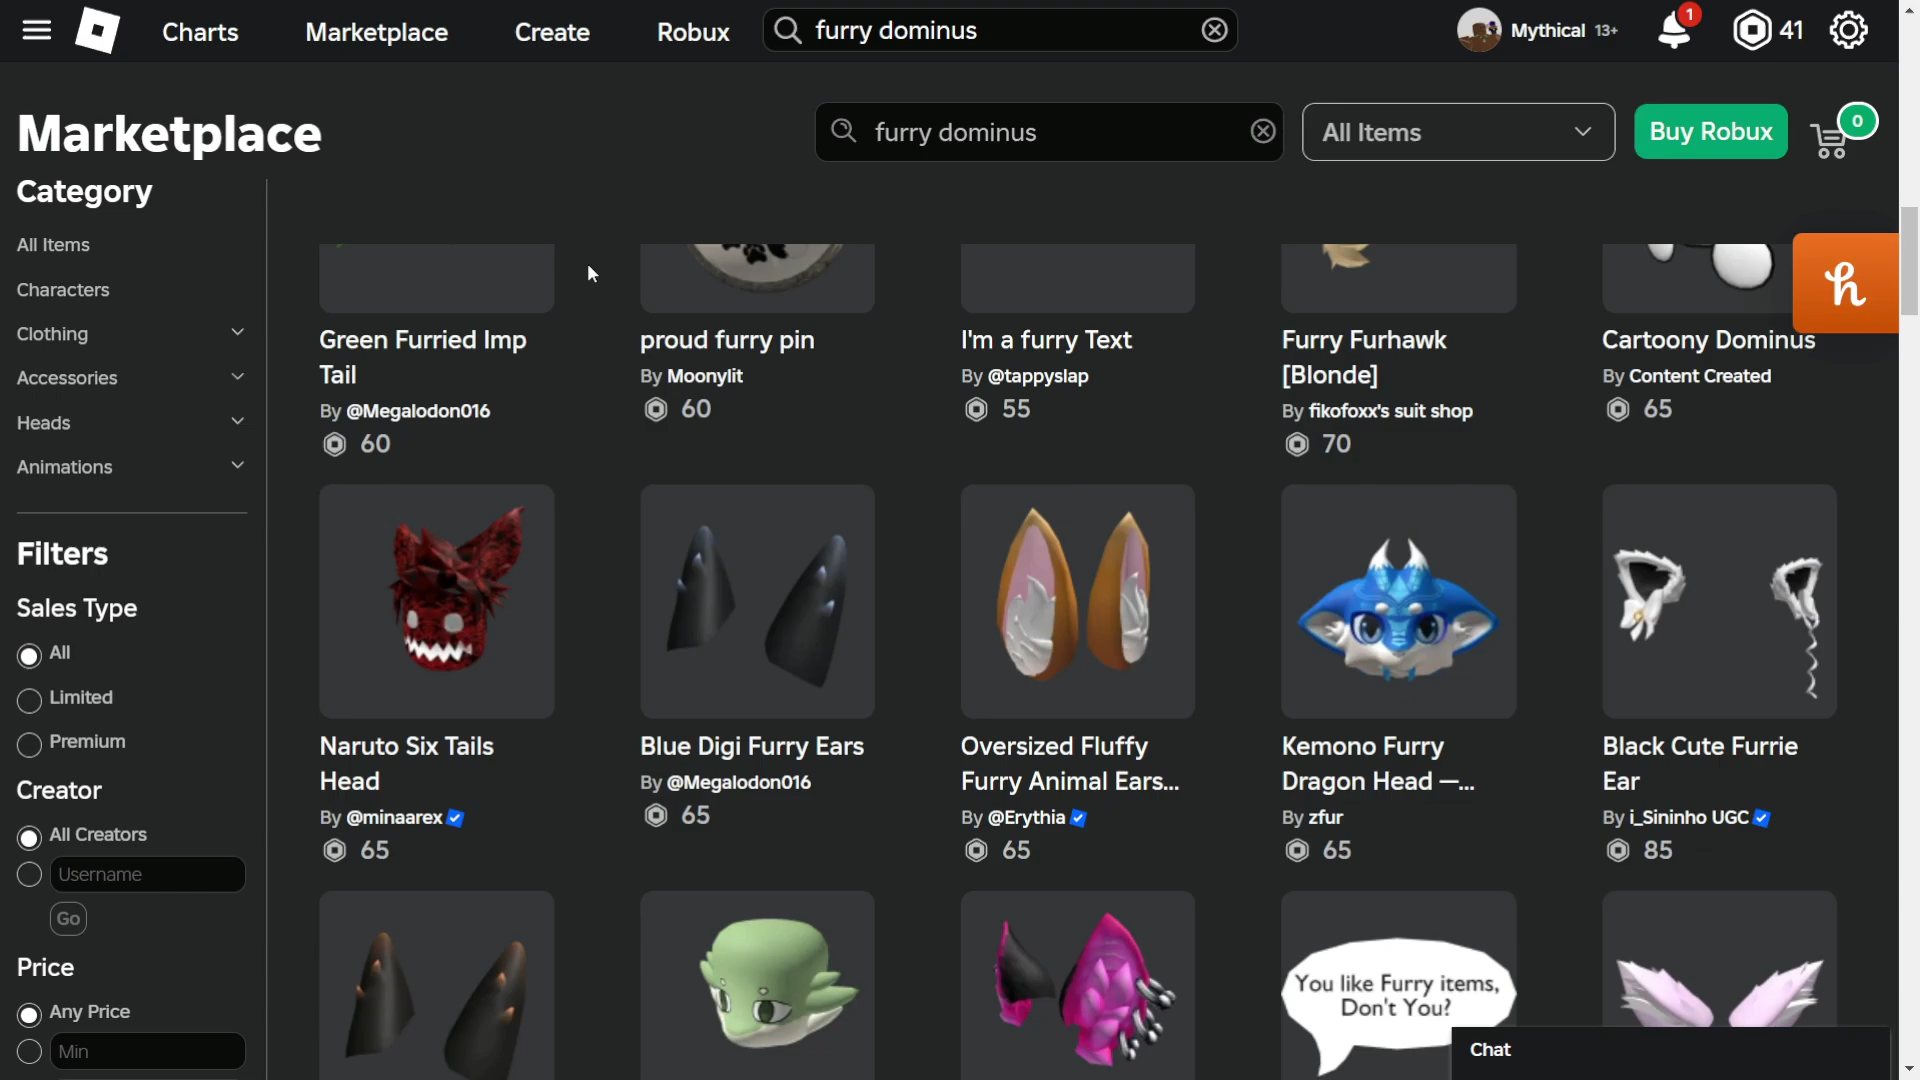 Charts
Marketplace
Create
Robux
furry dominus
Mythical 13+
1
41
Marketplace
furry dominus
All Items
Buy Robux
0
Category
All Items
Characters
Clothing
Accessories
Heads
Animations
Filters
Sales Type
All
Limited
Premium
Creator
All Creators
Username
Go
Price
Any Price
Min
Green Furried Imp
Tail
By @Megalodon016
60
proud furry pin
By Moonylit
60
I'm a furry Text
By @tappyslap
55
Furry Furhawk
[Blonde]
By fikofoxx's suit shop
70
Cartoony Dominus
By Content Created
65
h
Naruto Six Tails
Head
By @minaarex
65
Blue Digi Furry Ears
By @Megalodon016
65
Oversized Fluffy
Furry Animal Ears...
By @Erythia
65
Kemono Furry
Dragon Head —...
By zfur
65
Black Cute Furrie
Ear
By i_Sininho UGC
85
You like Furry items,
Don't You?
Chat